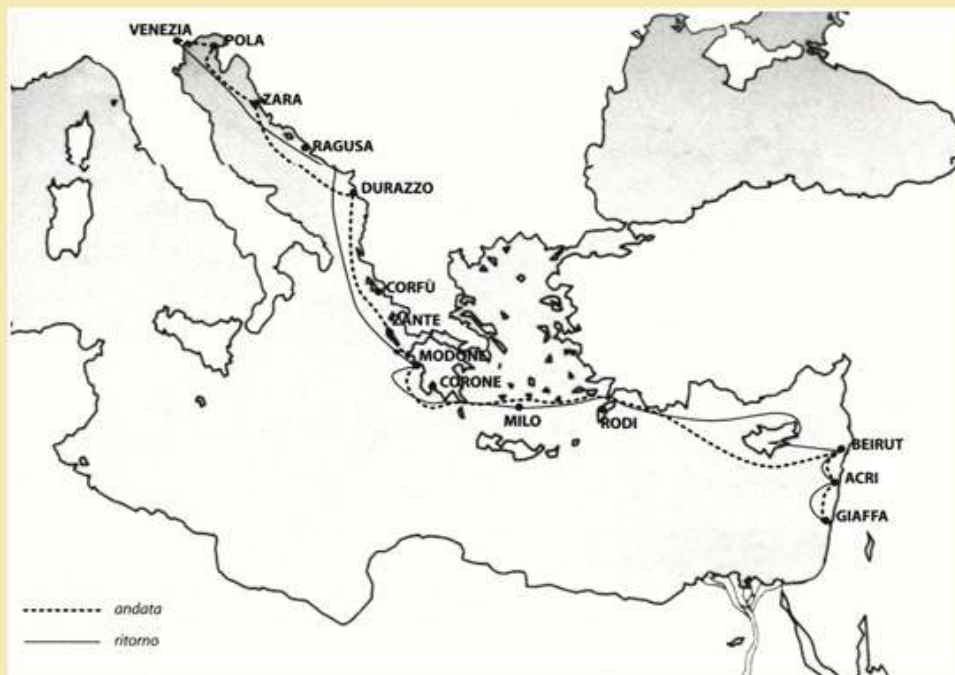 VENEZIA
POLA
ZARA
RAGUSA
DURAZZO
CORFÙ
ZANTE
MODONE
CORONE
MILO
RODI
BEIRUT
ACRI
GIAFFA
andata
ritorno